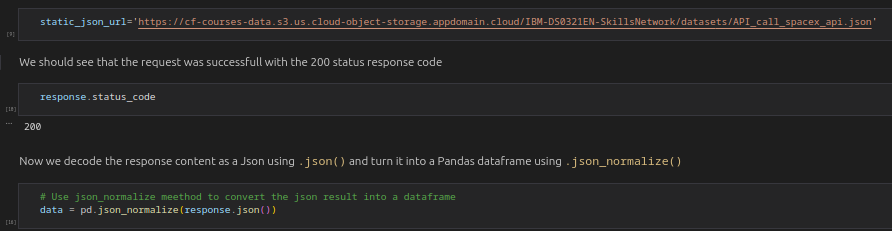 static_json_url='https://cf-courses-data.s3.us.cloud-object-storage.appdomain.cloud/IBM-DS0321EN-SkillsNetwork/datasets/API_call_spacex_api.json'
[9]
We should see that the request was successfull with the 200 status response code
response.status_code
[10]
200
Now we decode the response content as a Json using .json() and turn it into a Pandas dataframe using .json_normalize()
# Use json_normalize meethod to convert the json result into a dataframe
data = pd.json_normalize(response.json())